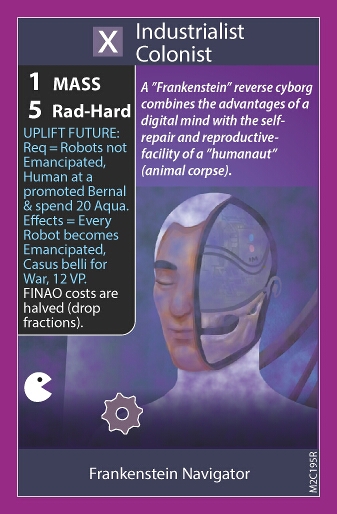 X
Industrialist
Colonist
1 MASS
5 Rad-Hard
UPLIFT FUTURE:
Req = Robots not
Emancipated,
Human at a
promoted Bernal
& spend 20 Aqua.
Effects = Every
Robot becomes
Emancipated,
Casus belli for
War, 12 VP.
FINAO costs are
halved (drop
fractions).
A "Frankenstein" reverse cyborg
combines the advantages of a
digital mind with the self-
repair and reproductive-
facility of a "humanaut"
(animal corpse).
Frankenstein Navigator
M2C195R